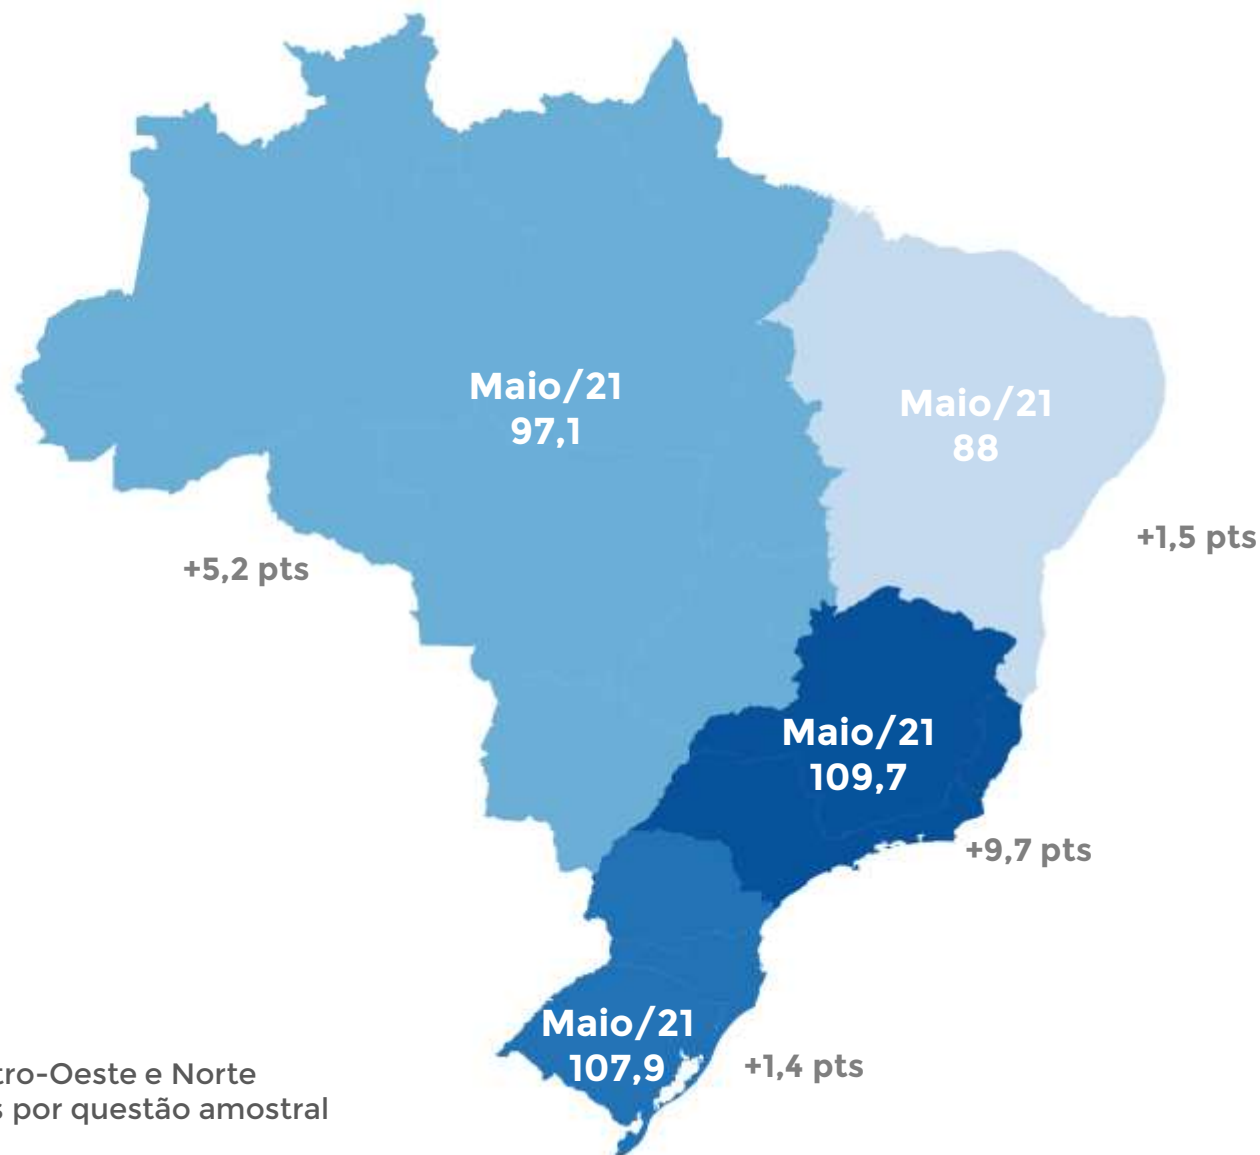 Maio/21
97,1
Maio/21
88
+1,5 pts
+5,2 pts
Maio/21
109,7
+9,7 pts
Maio/21
107,9
+1,4 pts
tro-Oeste e Norte
s por questão amostral